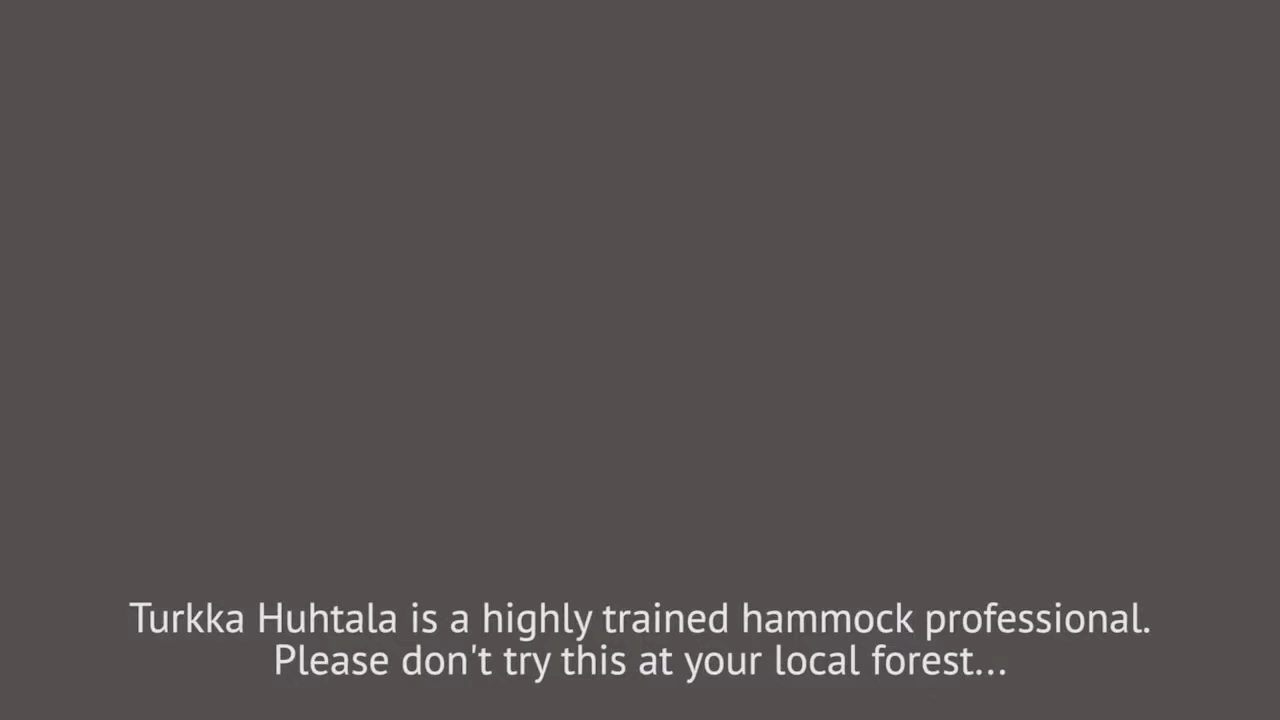 Turkka Huhtala is a highly trained hammock professional.
Please don't try this at your local forest...